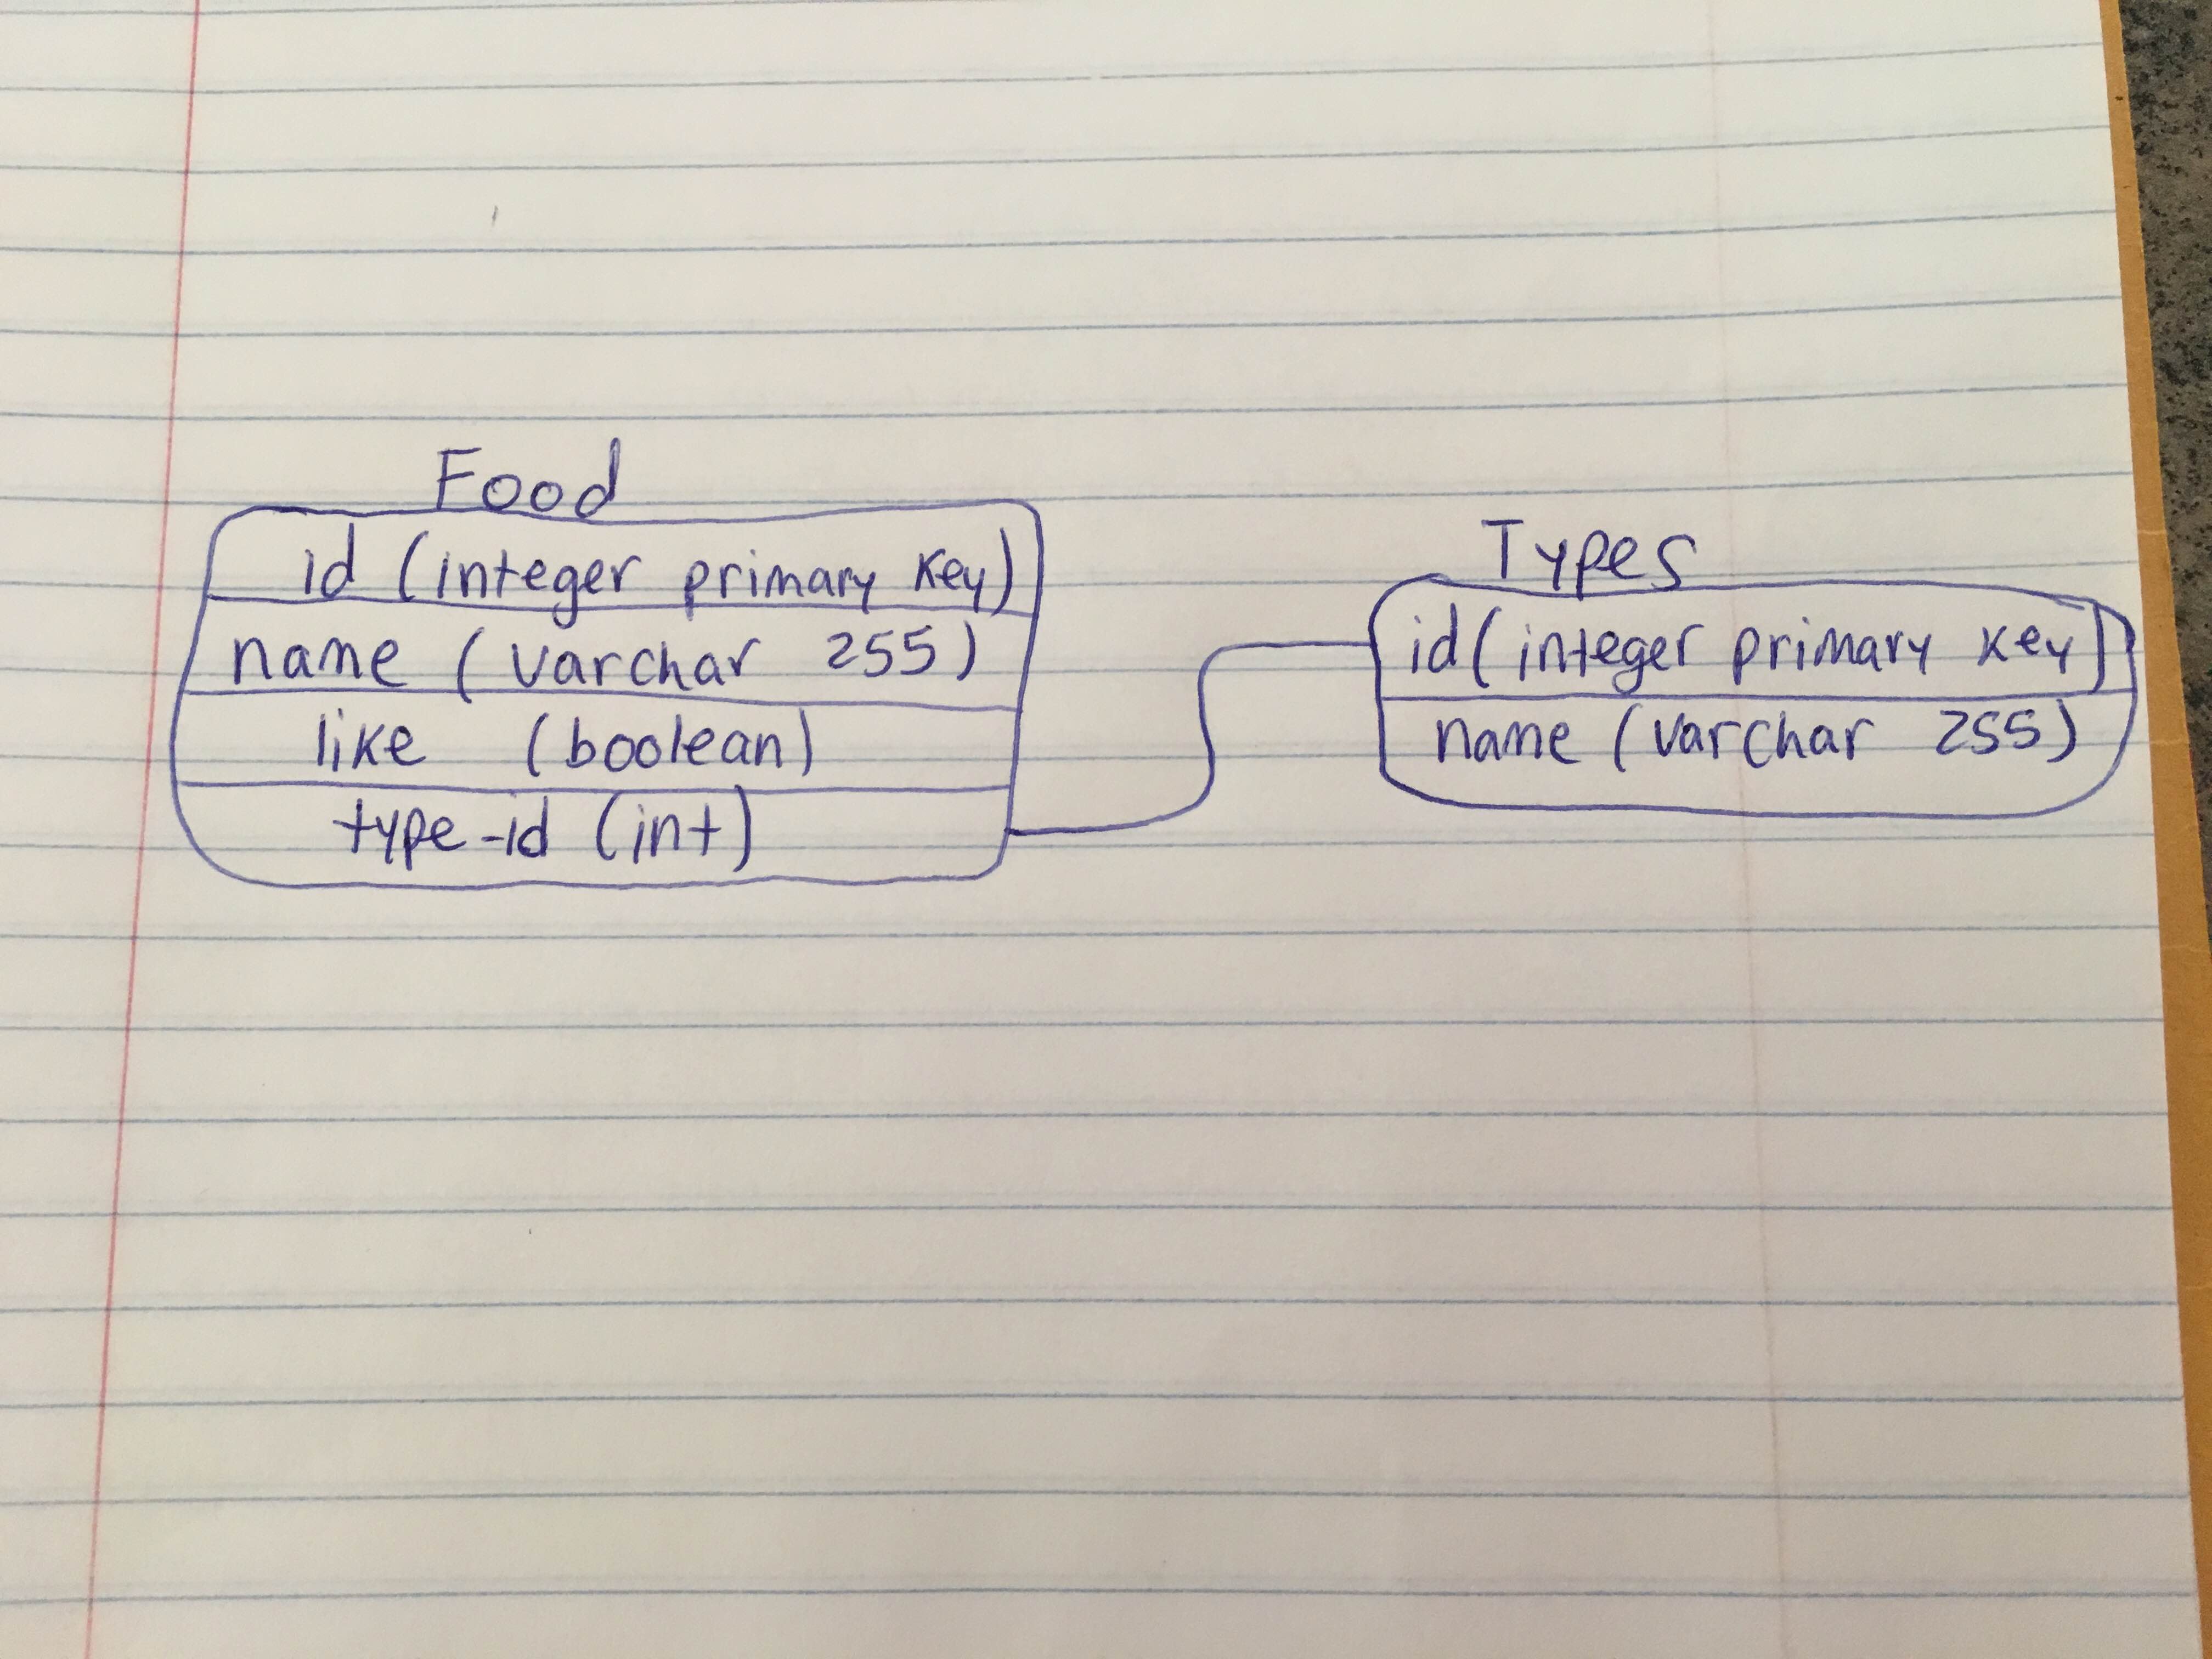 Food
id (integer primary key)
name (varchar 255)
like (boolean)
type-id (int)
Types
id (integer primary key)
name (varchar 255)